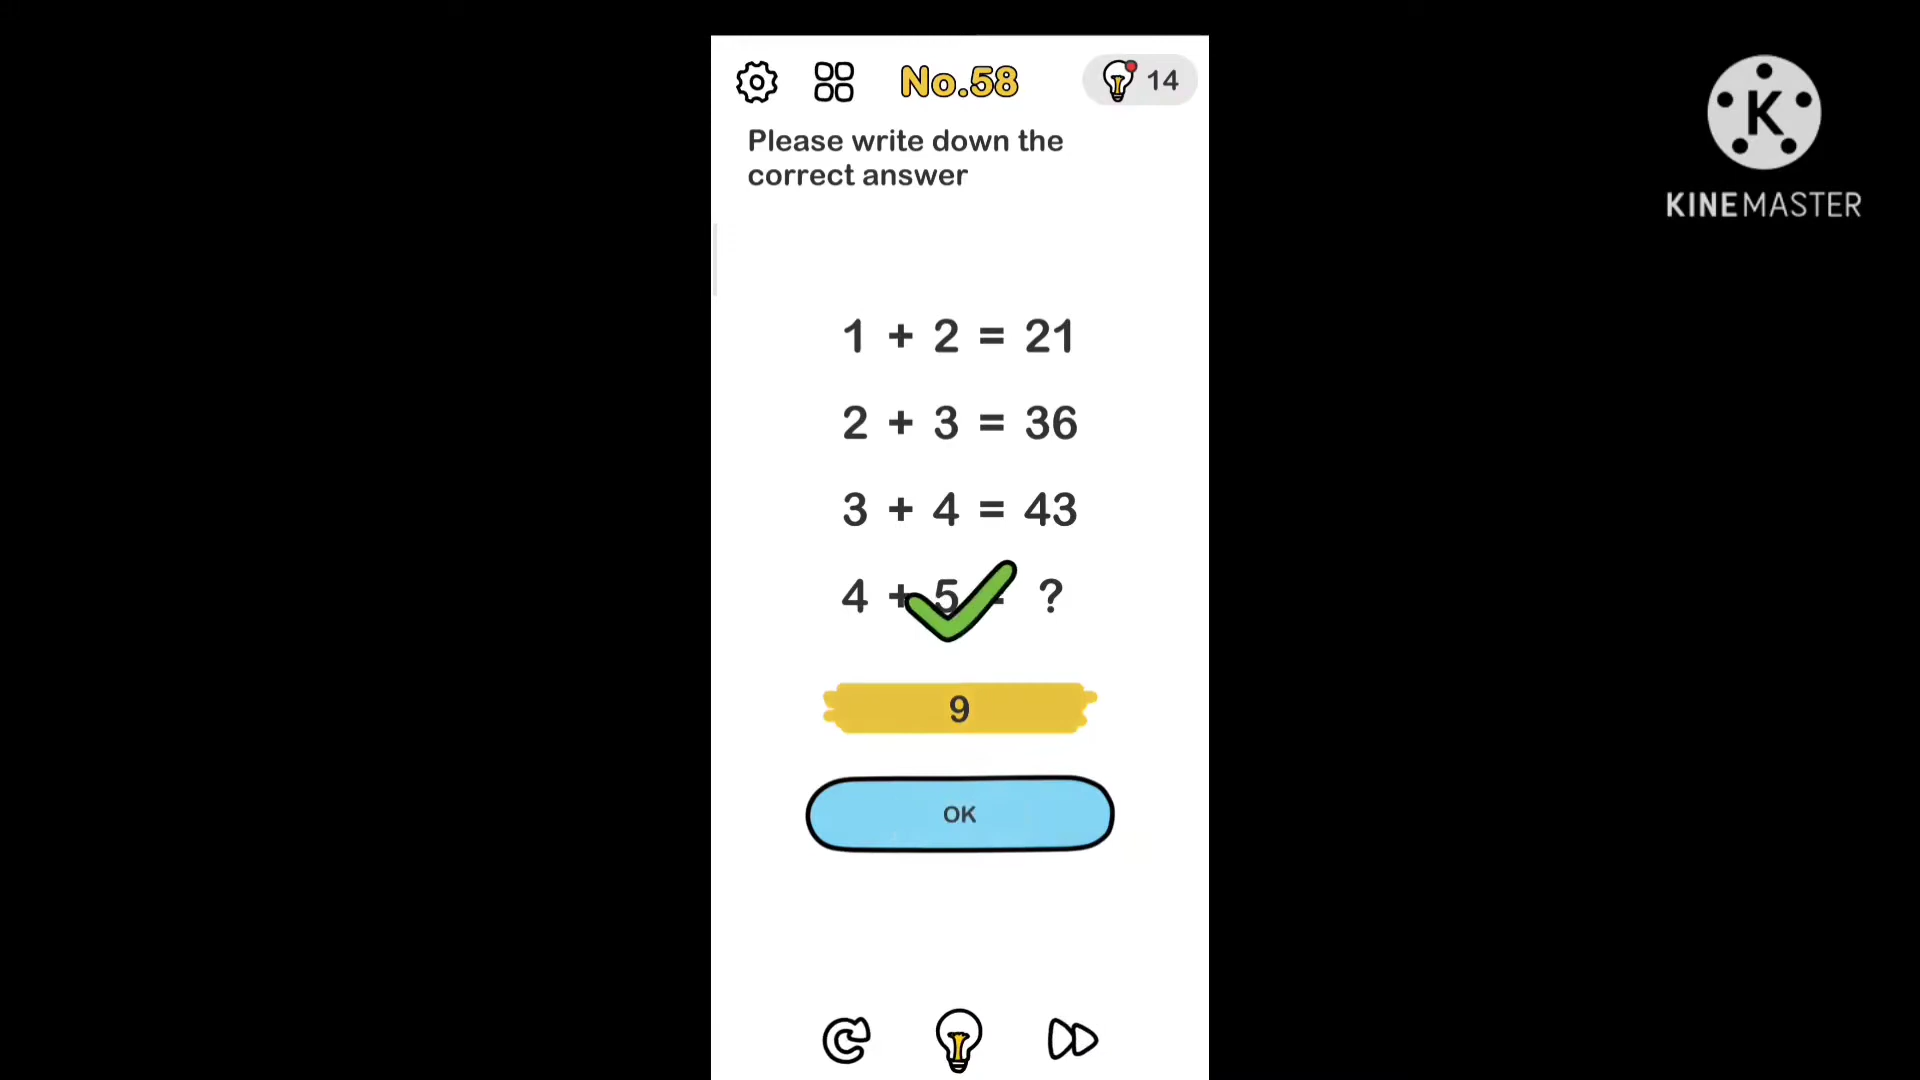 No.58
14
Please write down the
correct answer
K
KINEMASTER
1 + 2 = 21
2 + 3 = 36
3 + 4 = 43
4 + 5 = ?
9
OK